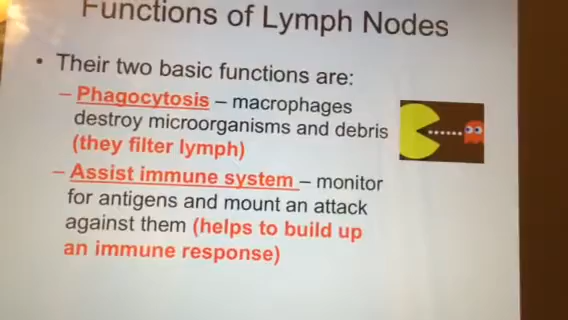 Functions of Lymph Nodes
• Their two basic functions are:
– Phagocytosis – macrophages
destroy microorganisms and debris
(they filter lymph)
– Assist immune system – monitor
for antigens and mount an attack
against them (helps to build up
an immune response)